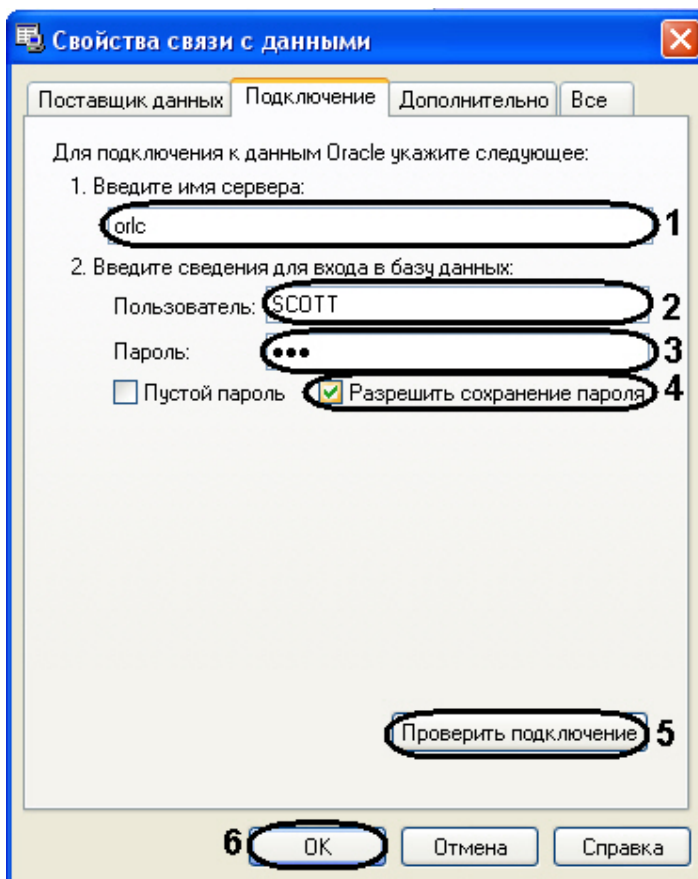 Свойства связи с данными
Поставщик данных Подключение Дополнительно Все
Для подключения к данным Oracle укажите следующее:
1. Введите имя сервера:
orlc 1
2. Введите сведения для входа в базу данных:
Пользователь: SCOTT 2
Пароль: ●●● 3
Пустой пароль Разрешить сохранение пароля 4
Проверить подключение 5
6 OK Отмена Справка